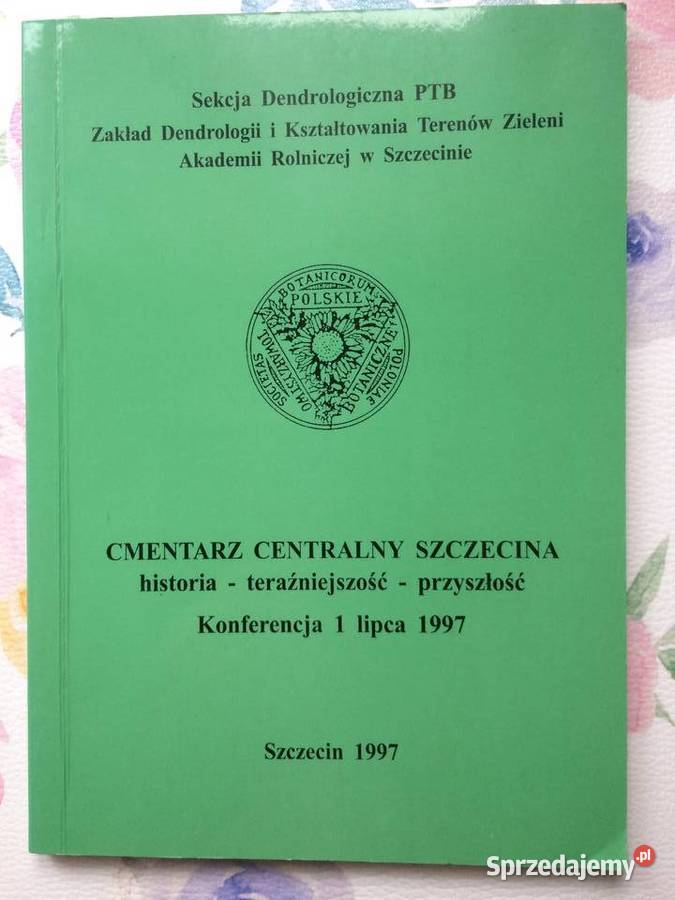 Sekcja Dendrologiczna PTB
Zakład Dendrologii i Kształtowania Terenów Zieleni
Akademii Rolniczej w Szczecinie
SOCIETAS BOTANICORUM POLONIAE
POLSKIE
TOWARZYSTWO
BOTANICZNE
CMENTARZ CENTRALNY SZCZECINA
historia - teraźniejszość - przyszłość
Konferencja 1 lipca 1997
Szczecin 1997
Sprzedajemy.pl